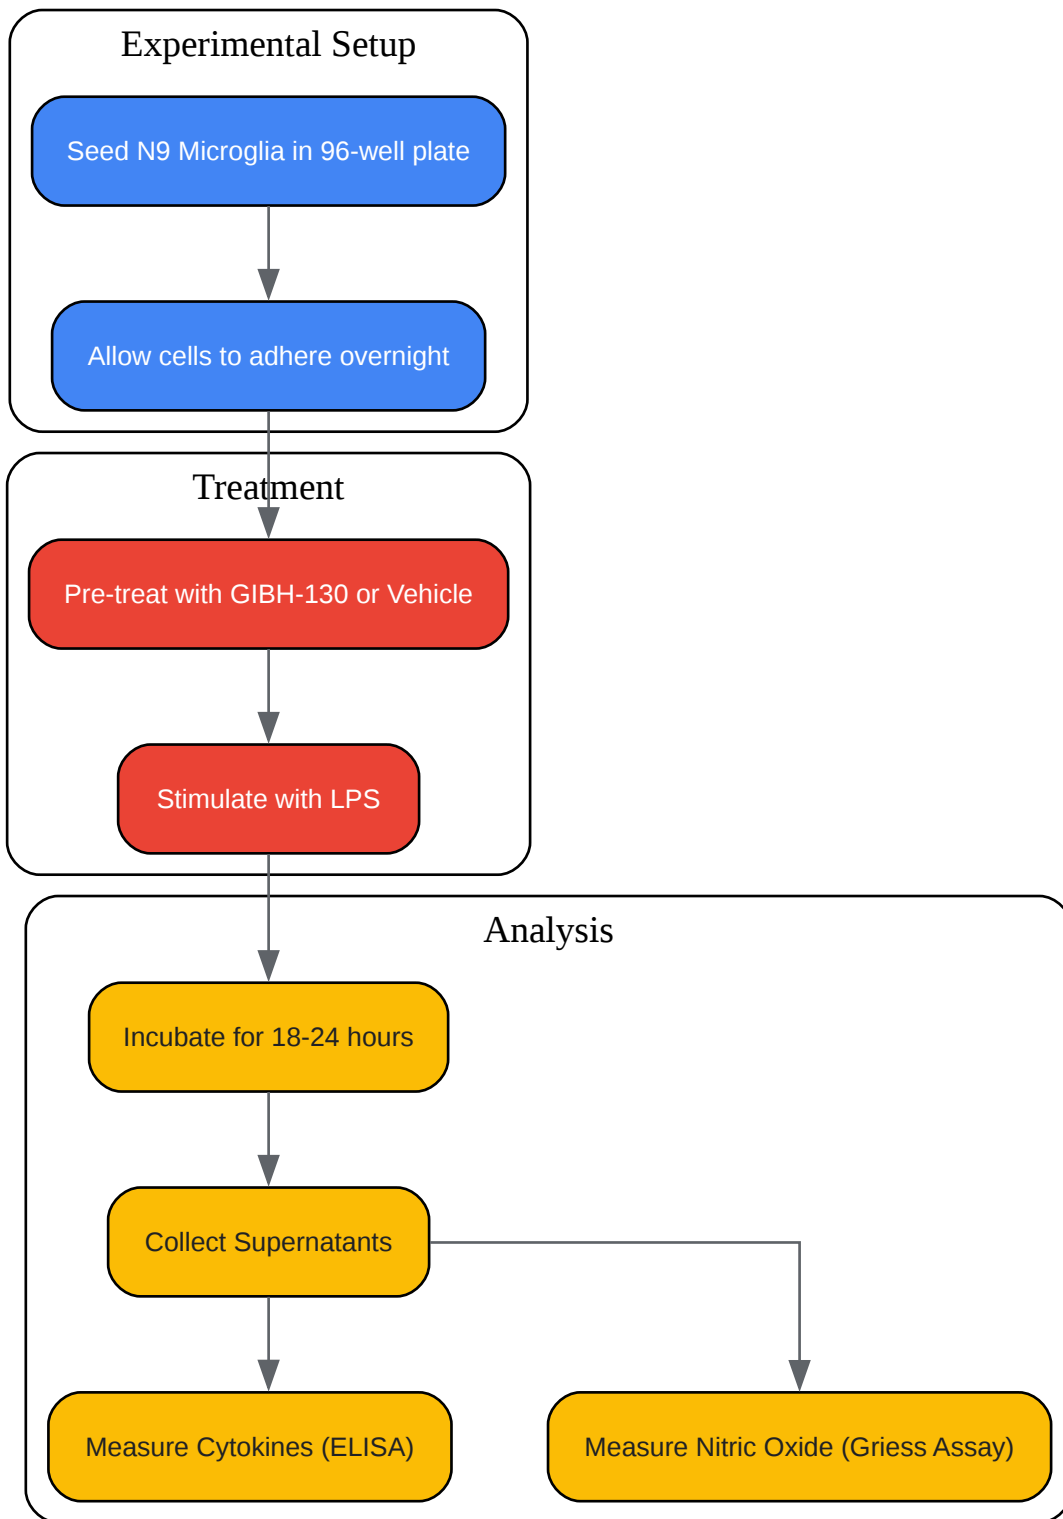 Experimental Setup
Seed N9 Microglia in 96-well plate
Allow cells to adhere overnight
Treatment
Pre-treat with GIBH-130 or Vehicle
Stimulate with LPS
Analysis
Incubate for 18-24 hours
Collect Supernatants
Measure Cytokines (ELISA)
Measure Nitric Oxide (Griess Assay)